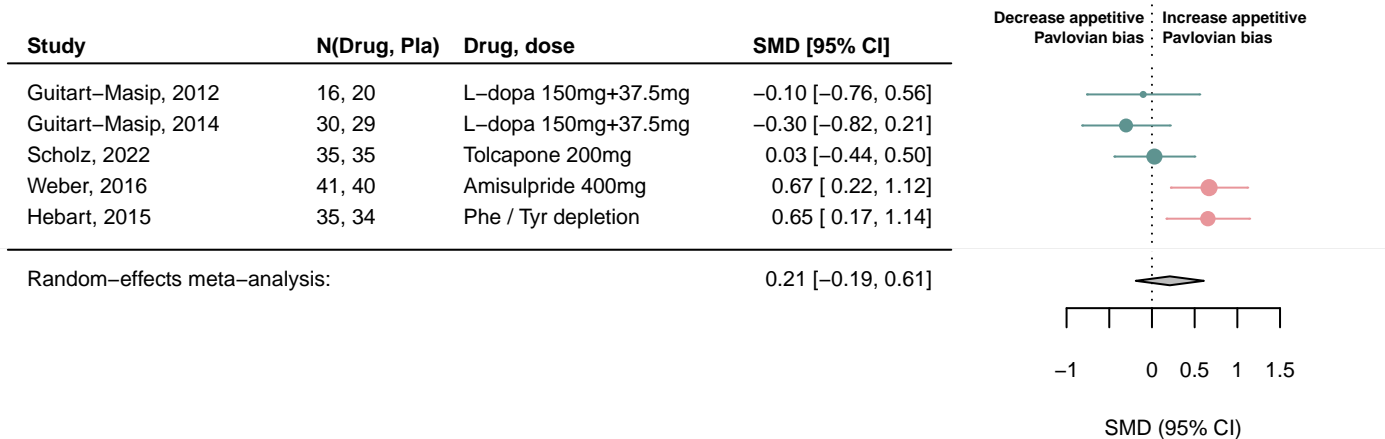 Decrease appetitive Increase appetitive
Study N(Drug, Pla) Drug, dose SMD [95% CI] Pavlovian bias Pavlovian bias
Guitart−Masip, 2012 16, 20 L−dopa 150mg+37.5mg −0.10 [−0.76, 0.56]
Guitart−Masip, 2014 30, 29 L−dopa 150mg+37.5mg −0.30 [−0.82, 0.21]
Scholz, 2022 35, 35 Tolcapone 200mg 0.03 [−0.44, 0.50]
Weber, 2016 41, 40 Amisulpride 400mg 0.67 [ 0.22, 1.12]
Hebart, 2015 35, 34 Phe / Tyr depletion 0.65 [ 0.17, 1.14]
Random−effects meta−analysis: 0.21 [−0.19, 0.61]
−1 0 0.5 1 1.5
SMD (95% CI)